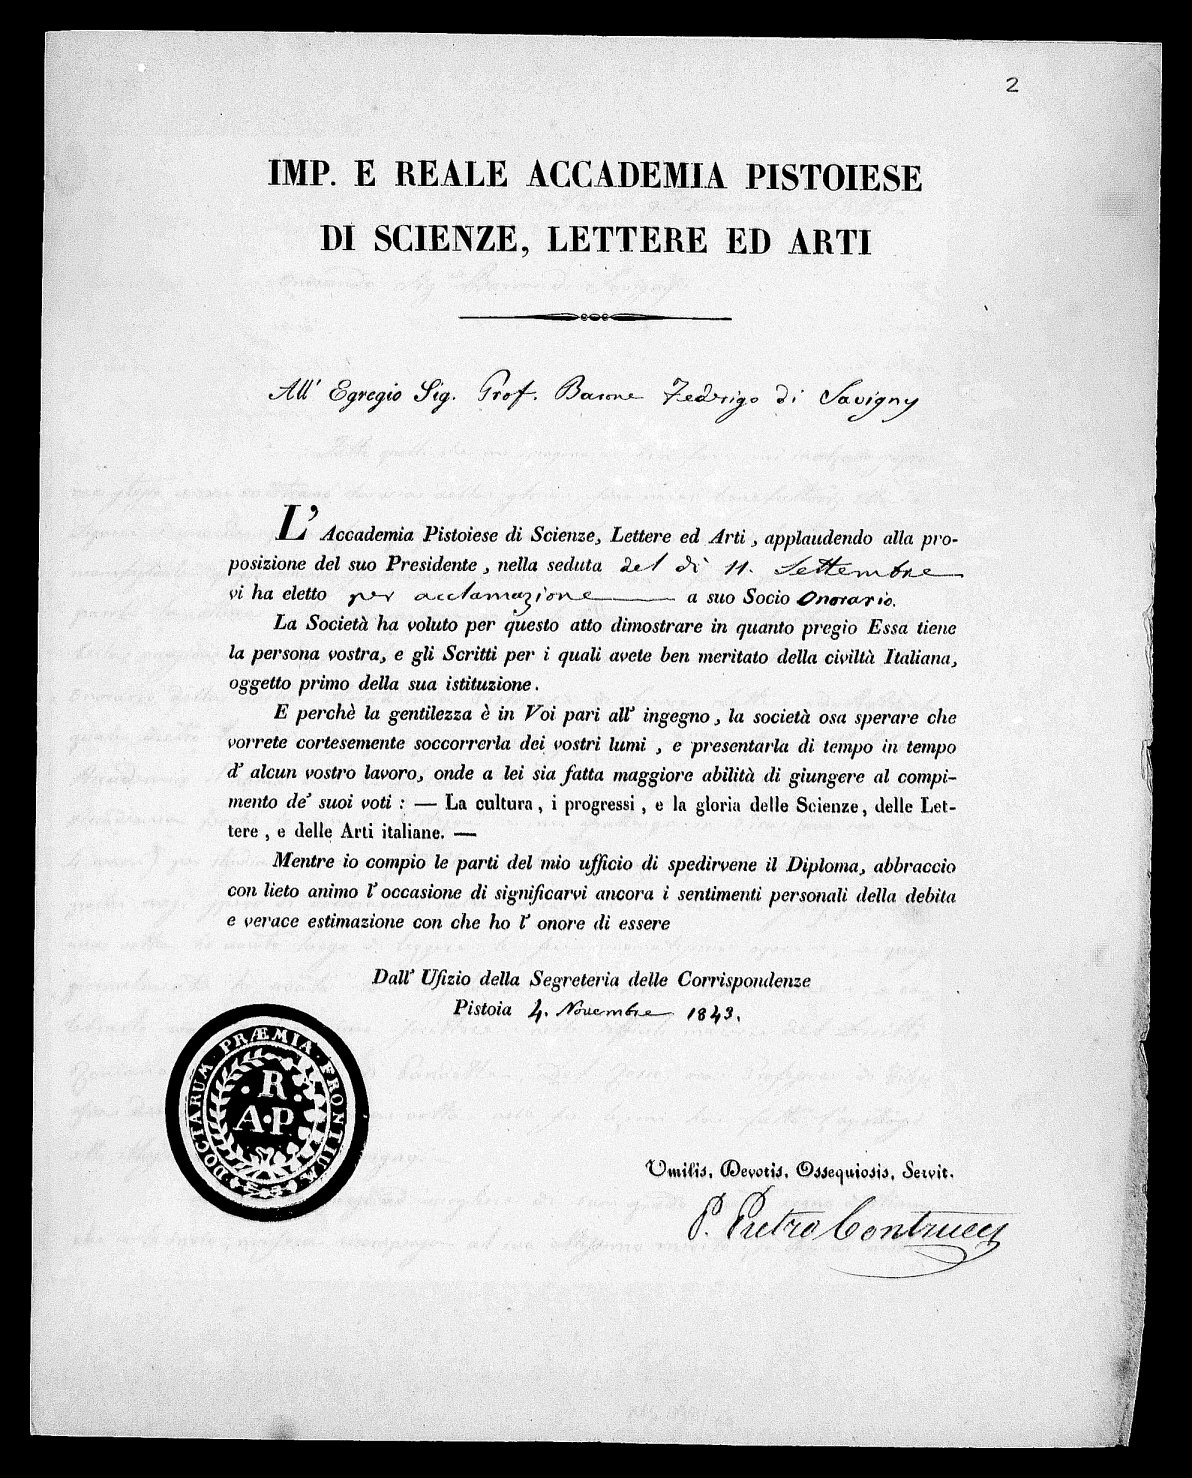 2
IMP. E REALE ACCADEMIA PISTOIESE
DI SCIENZE, LETTERE ED ARTI
All' Egregio Sig. Prof. Barone Federigo di Savigny
L' Accademia Pistoiese di Scienze, Lettere ed Arti, applaudendo alla pro-
posizione del suo Presidente, nella seduta del dì 11. Settembre
vi ha eletto per acclamazione a suo Socio Onorario.
La Società ha voluto per questo atto dimostrare in quanto pregio Essa tiene
la persona vostra, e gli Scritti per i quali avete ben meritato della civiltà Italiana,
oggetto primo della sua istituzione.
E perchè la gentilezza è in Voi pari all' ingegno, la società osa sperare che
vorrete cortesemente soccorrerla dei vostri lumi, e presentarla di tempo in tempo
d' alcun vostro lavoro, onde a lei sia fatta maggiore abilità di giungere al compi-
mento de' suoi voti : — La cultura, i progressi, e la gloria delle Scienze, delle Let-
tere, e delle Arti italiane. —
Mentre io compio le parti del mio ufficio di spedirvene il Diploma, abbraccio
con lieto animo l' occasione di significarvi ancora i sentimenti personali della debita
e verace estimazione con che ho l' onore di essere
Dall' Ufizio della Segreteria delle Corrispondenze
Pistoia 4. Novembre 1843.
DOCTARUM · PRÆMIA · FRONTIUM
· R ·
A · P
Umilis. Devotis. Ossequiosis. Servit.
P. Pietro Contrucci